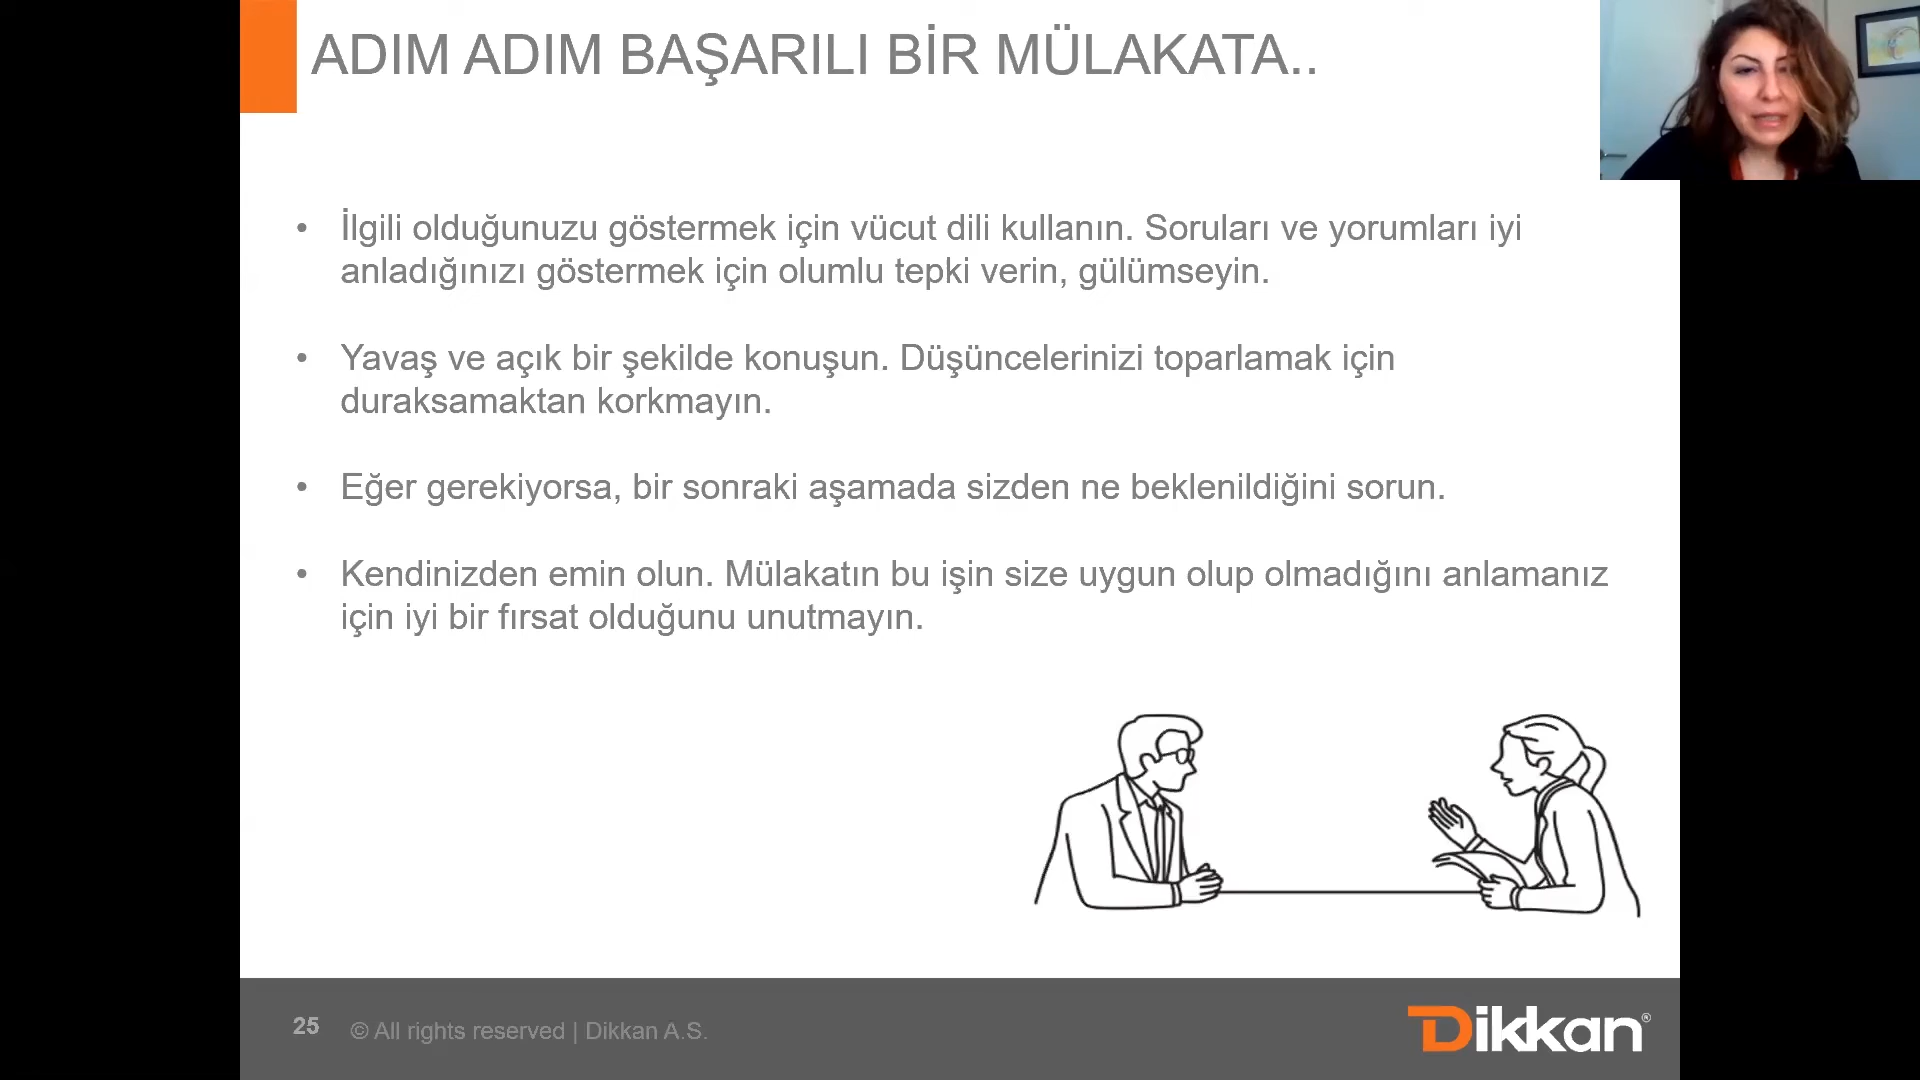 ADIM ADIM BAŞARILI BİR MÜLAKATA..
• İlgili olduğunuzu göstermek için vücut dili kullanın. Soruları ve yorumları iyi
anladığınızı göstermek için olumlu tepki verin, gülümseyin.
• Yavaş ve açık bir şekilde konuşun. Düşüncelerinizi toparlamak için
duraksamaktan korkmayın.
• Eğer gerekiyorsa, bir sonraki aşamada sizden ne beklenildiğini sorun.
• Kendinizden emin olun. Mülakatın bu işin size uygun olup olmadığını anlamanız
için iyi bir fırsat olduğunu unutmayın.
25 © All rights reserved | Dikkan A.S.
Dikkan®